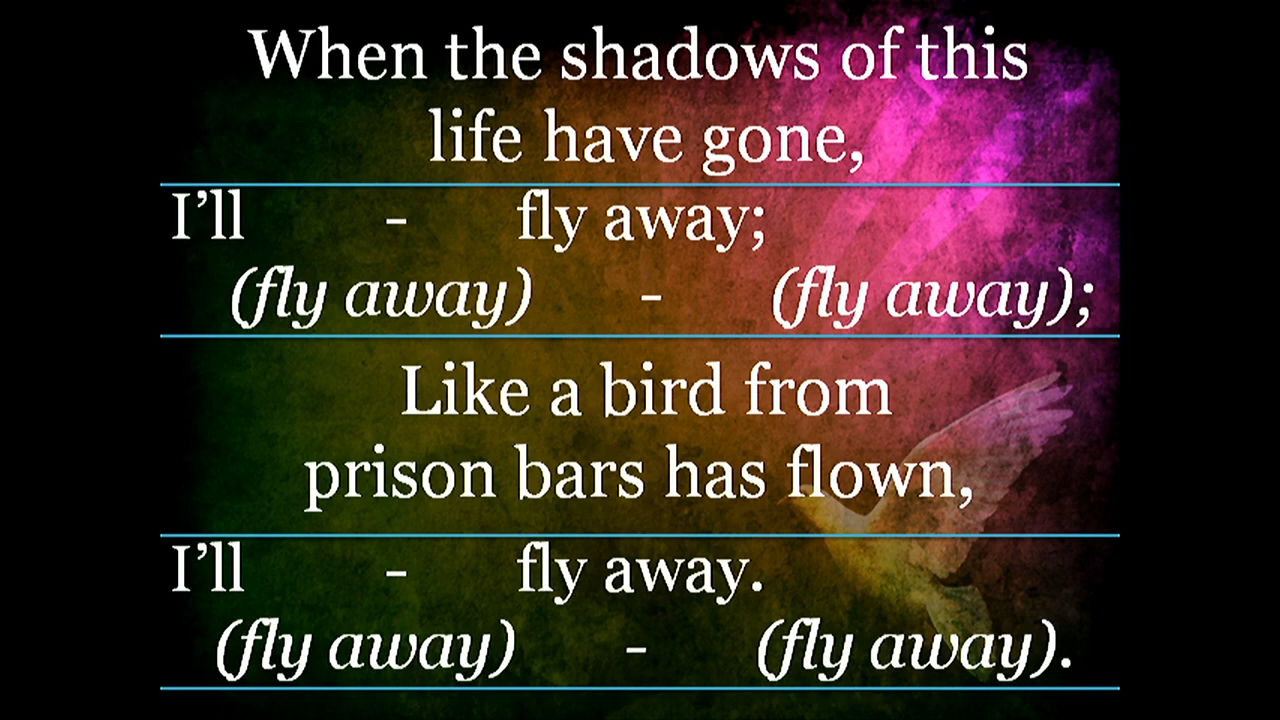 When the shadows of this
life have gone,
I’ll - fly away;
(fly away) - (fly away);
Like a bird from
prison bars has flown,
I’ll - fly away.
(fly away) - (fly away).